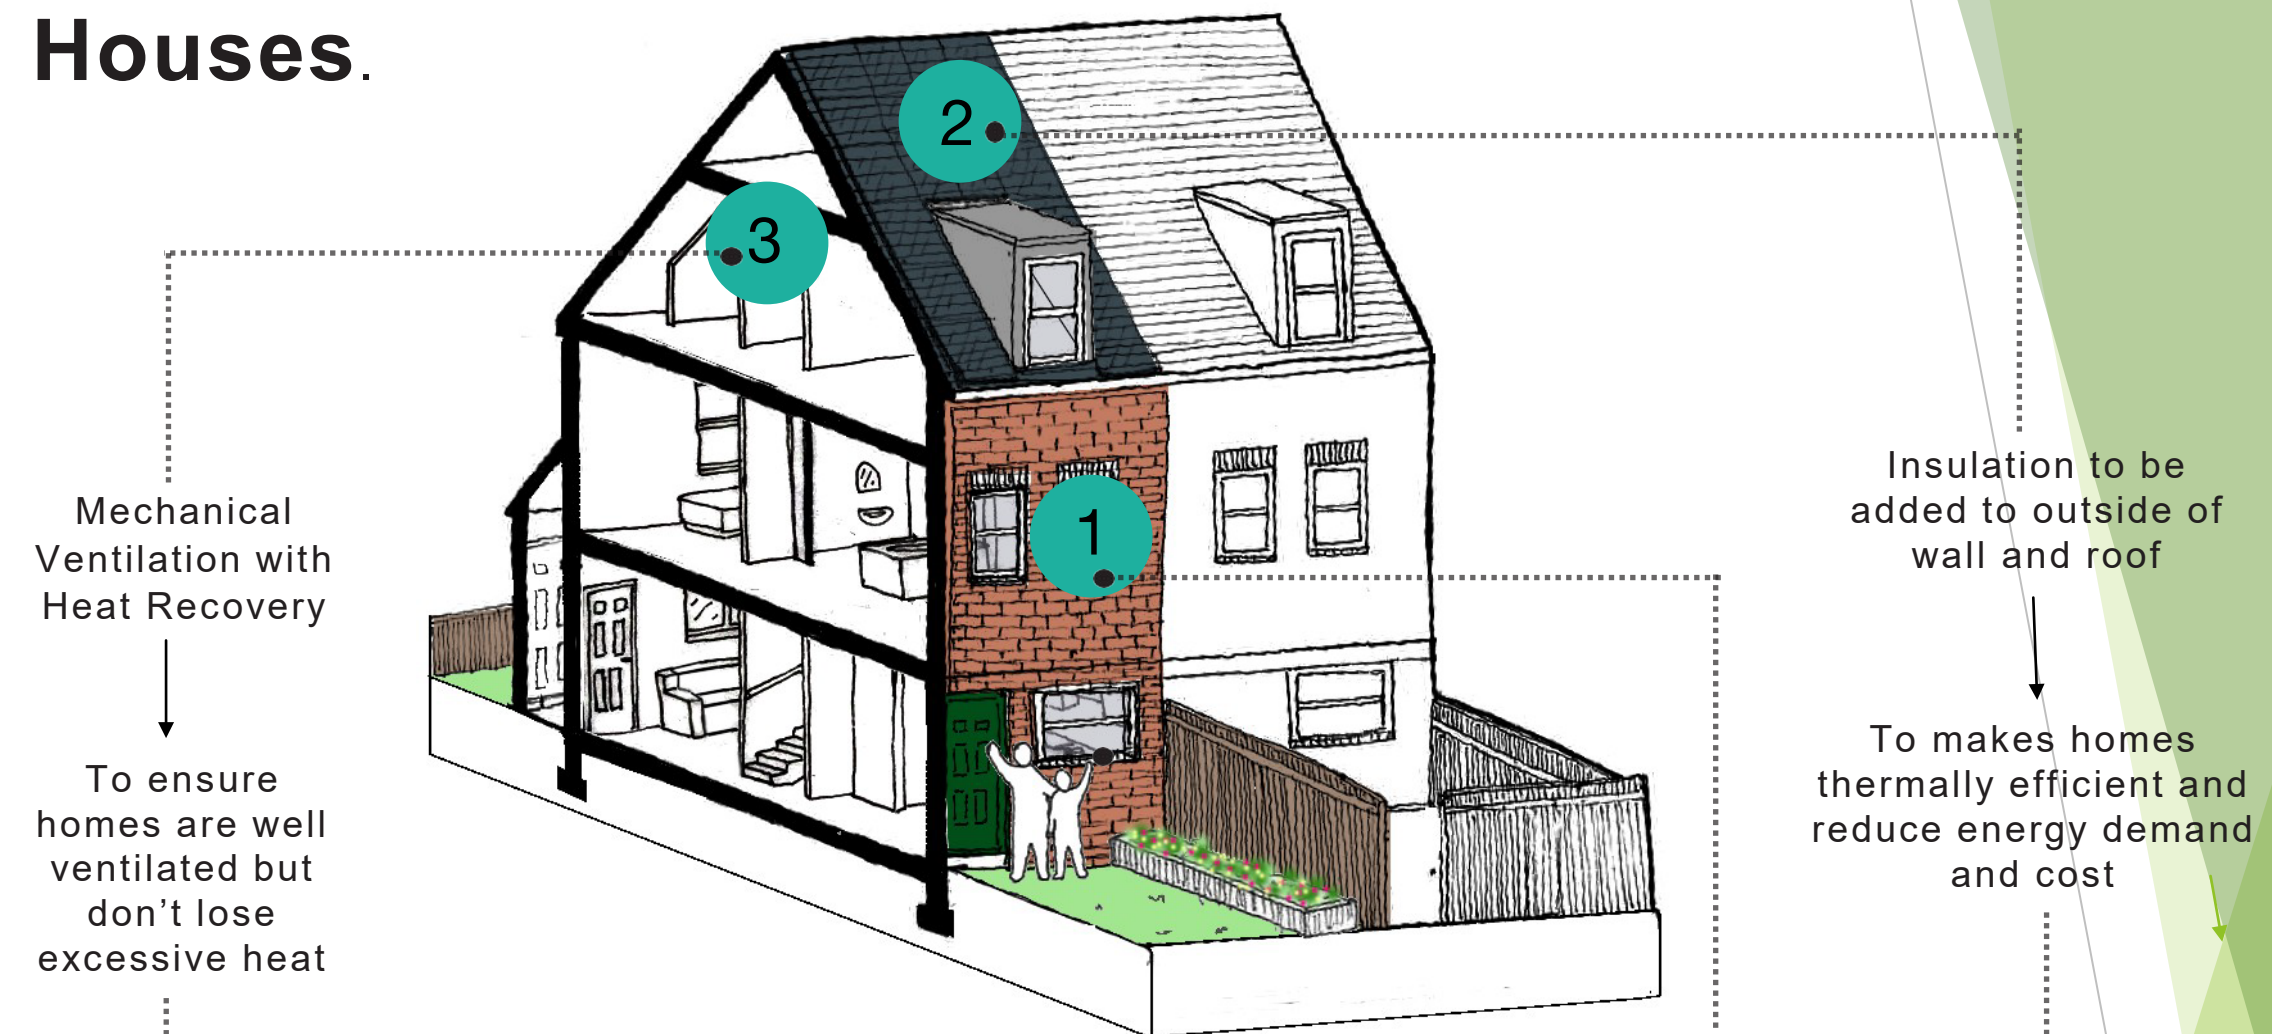 Houses.
2
3
1
Mechanical
Ventilation with
Heat Recovery
To ensure
homes are well
ventilated but
don’t lose
excessive heat
Insulation to be
added to outside of
wall and roof
To makes homes
thermally efficient and
reduce energy demand
and cost